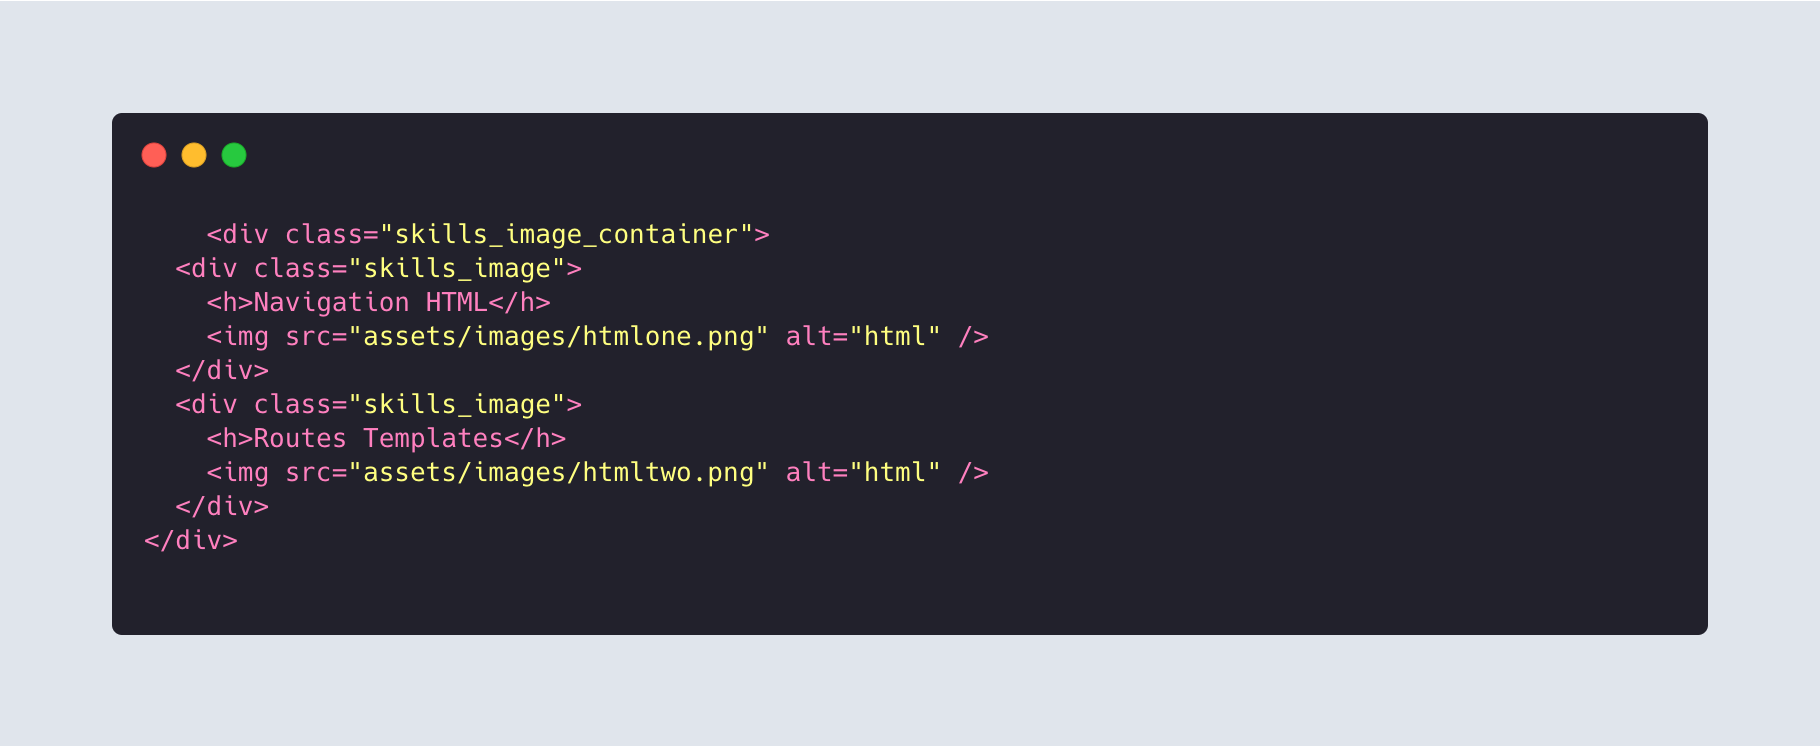 <div class="skills_image_container">
  <div class="skills_image">
    <h>Navigation HTML</h>
    <img src="assets/images/htmlone.png" alt="html" />
  </div>
  <div class="skills_image">
    <h>Routes Templates</h>
    <img src="assets/images/htmltwo.png" alt="html" />
  </div>
</div>